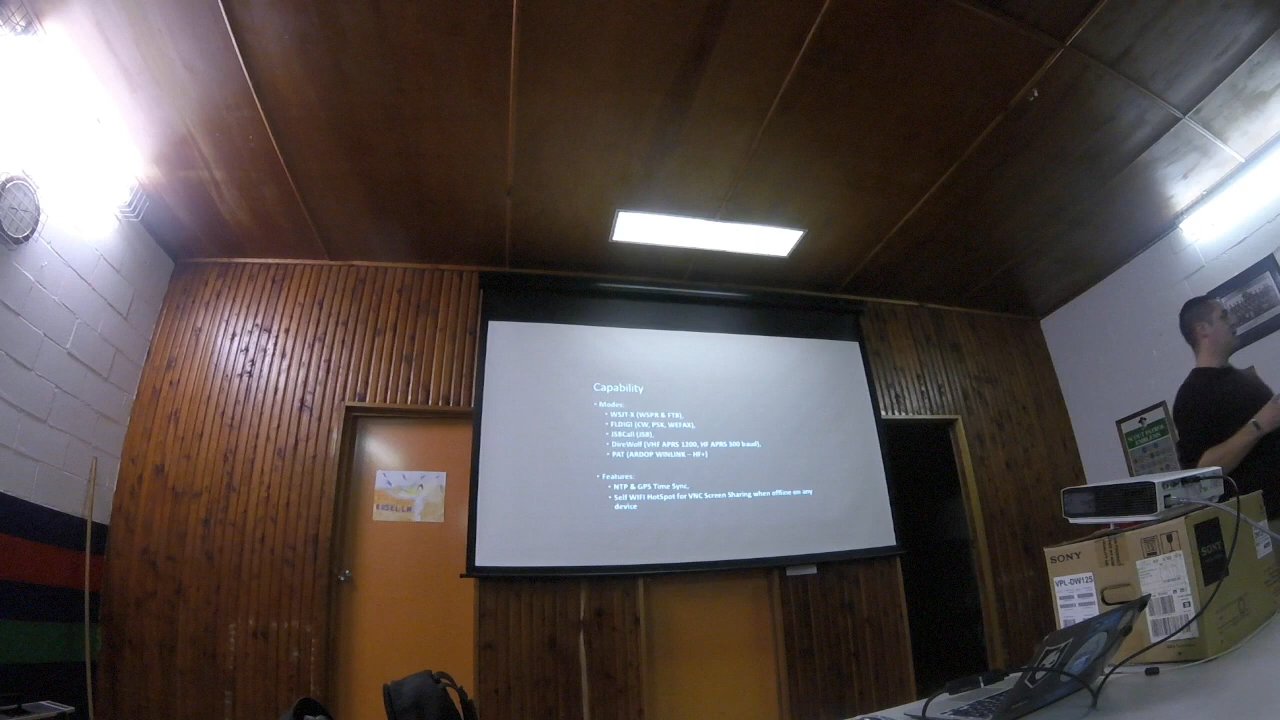 Capability
• Modes:
• WSJT-X (WSPR & FT8),
• FLDIGI (CW, PSK, WEFAX),
• JS8Call (JS8),
• DireWolf (VHF APRS 1200, HF APRS 300 baud),
• PAT (ARDOP WINLINK – HF+)
• Features:
• NTP & GPS Time Sync,
• Self WIFI HotSpot for VNC Screen Sharing when offline on any
device
ROSELLA
SONY
SONY
VPL-DW125